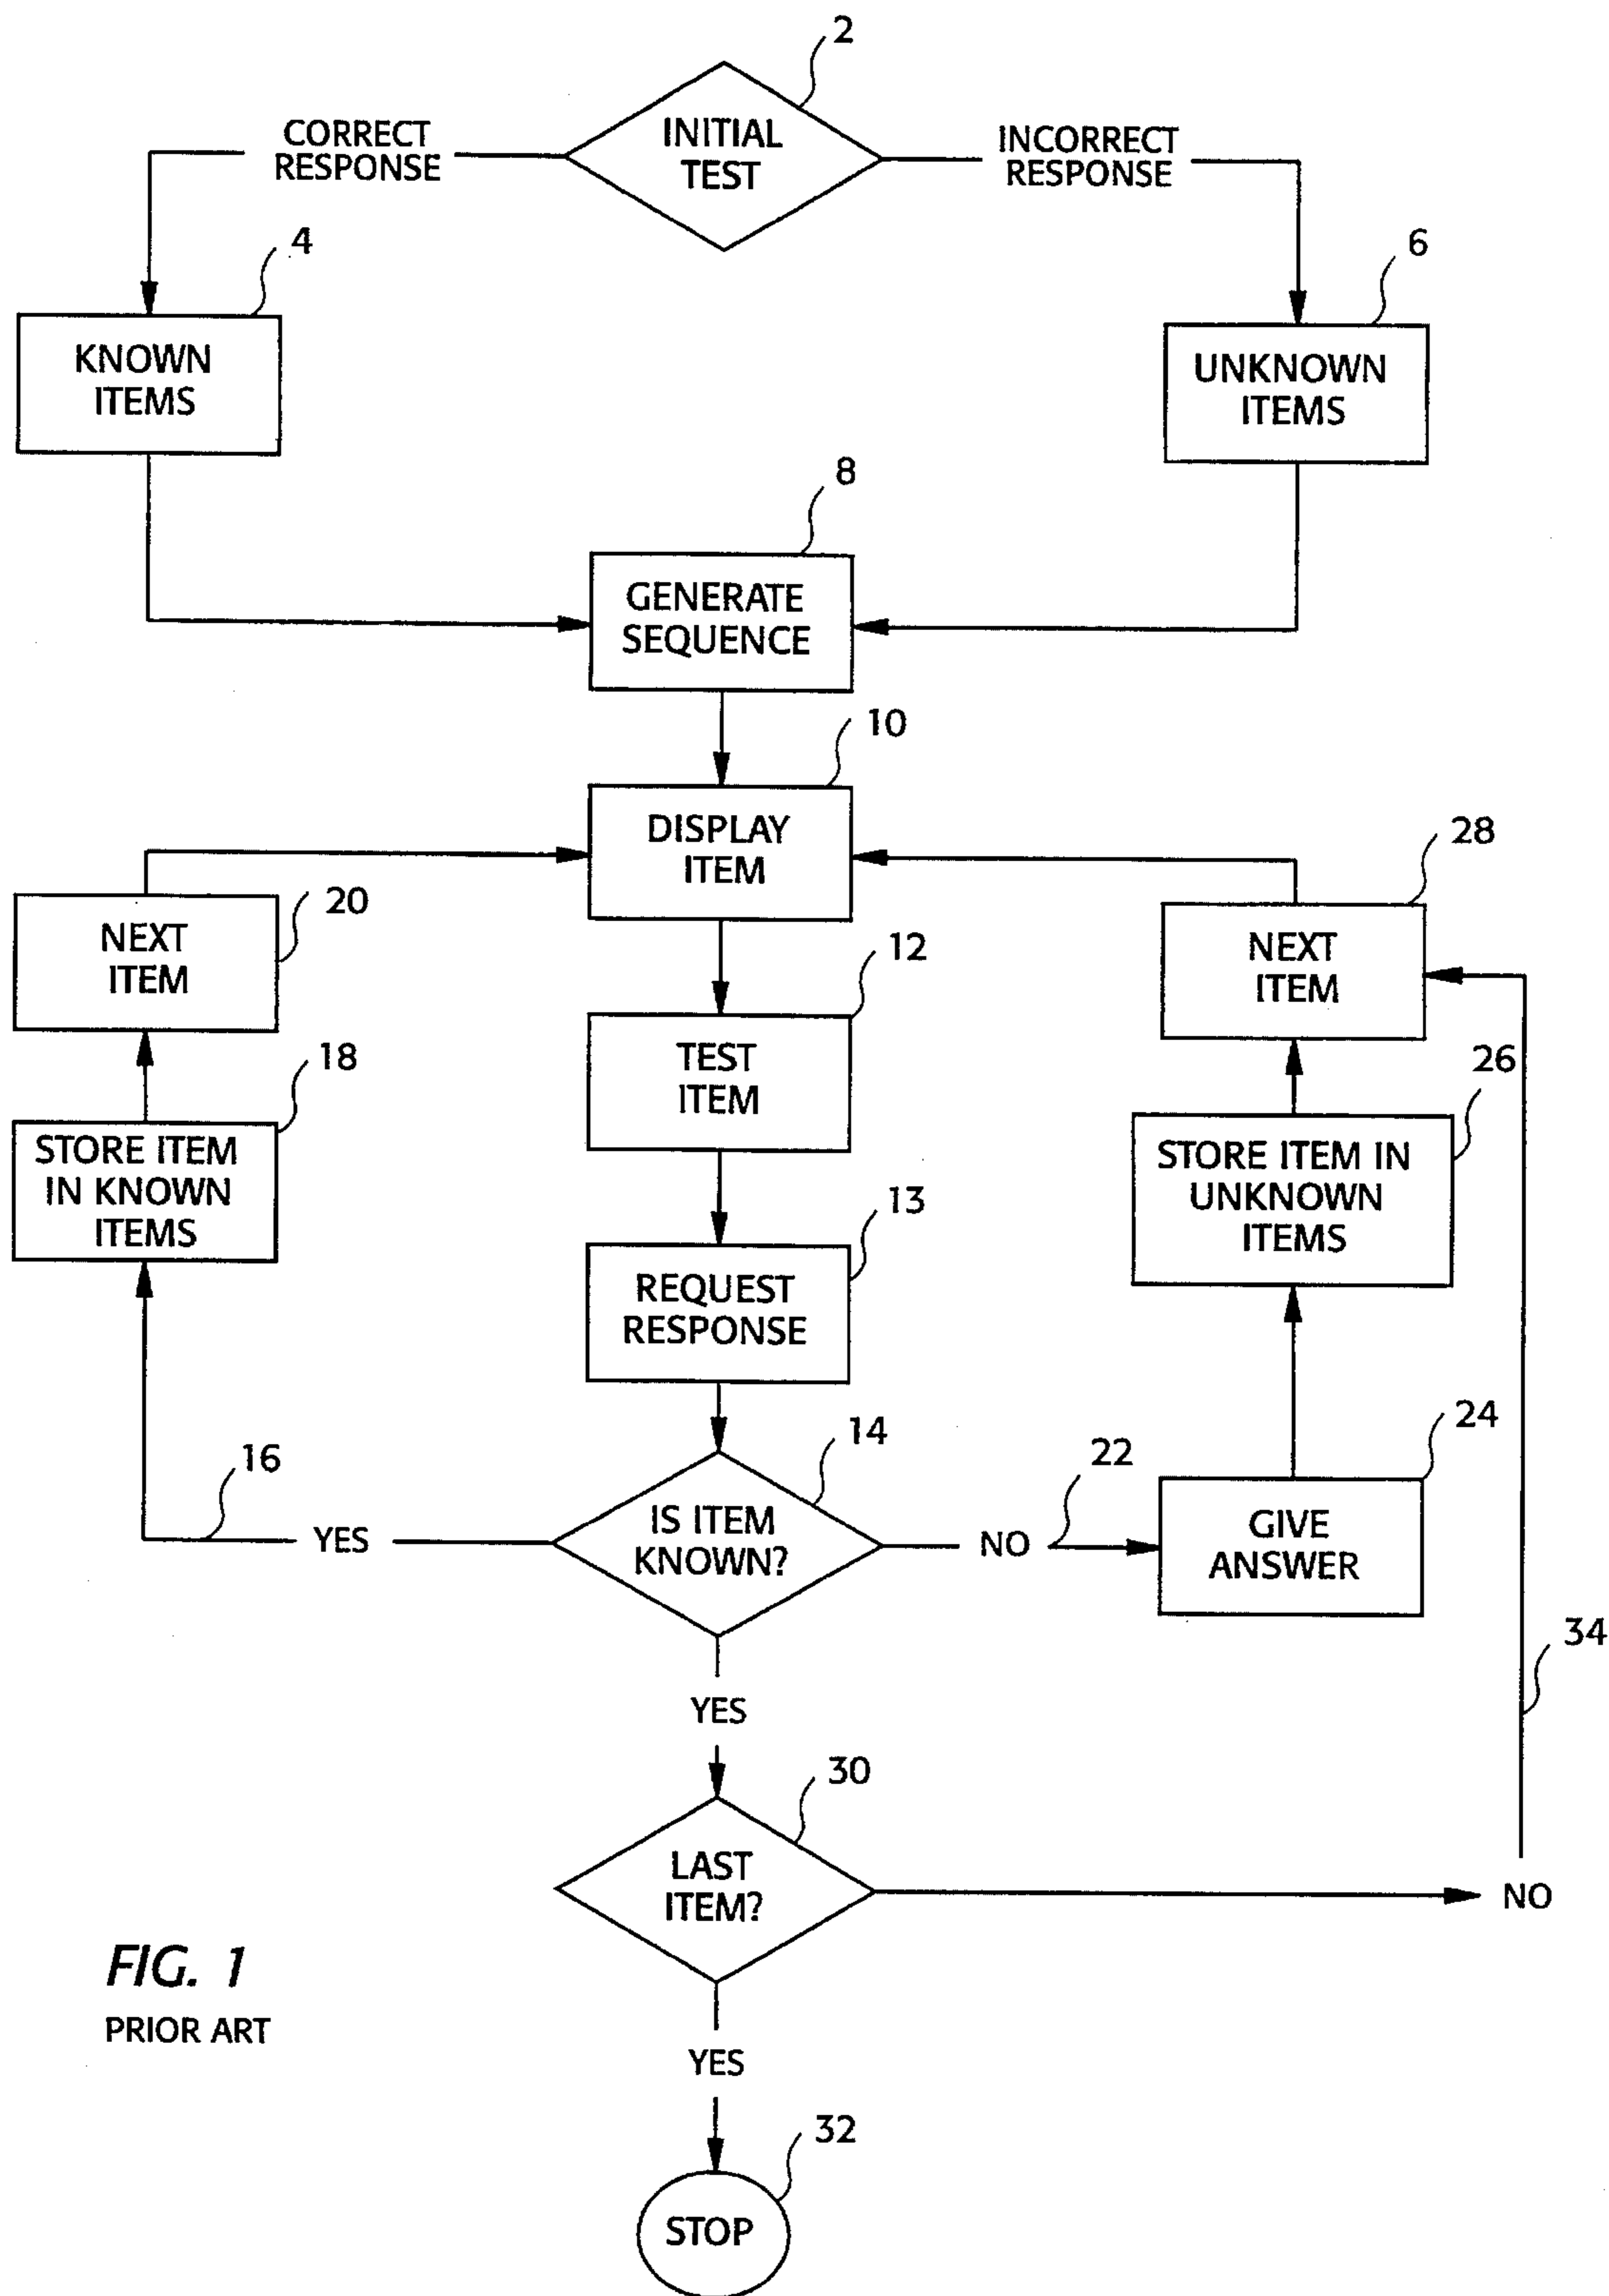 2
INITIAL
TEST
CORRECT
RESPONSE
INCORRECT
RESPONSE
4
KNOWN
ITEMS
6
UNKNOWN
ITEMS
8
GENERATE
SEQUENCE
10
DISPLAY
ITEM
20
NEXT
ITEM
28
NEXT
ITEM
12
TEST
ITEM
18
STORE ITEM
IN KNOWN
ITEMS
26
STORE ITEM IN
UNKNOWN
ITEMS
13
REQUEST
RESPONSE
14
IS ITEM
KNOWN?
16
YES
NO
22
24
GIVE
ANSWER
34
YES
30
LAST
ITEM?
NO
FIG. 1
PRIOR ART
YES
32
STOP